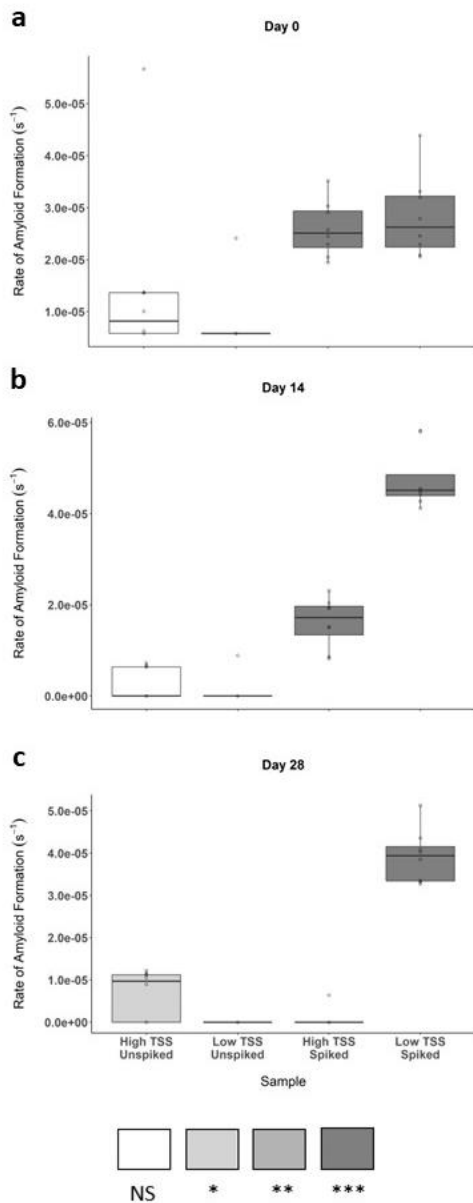 a
Day 0
Rate of Amyloid Formation (s⁻¹)
5.0e-05
4.0e-05
3.0e-05
2.0e-05
1.0e-05
b
Day 14
Rate of Amyloid Formation (s⁻¹)
6.0e-05
4.0e-05
2.0e-05
0.0e+00
c
Day 28
Rate of Amyloid Formation (s⁻¹)
5.0e-05
4.0e-05
3.0e-05
2.0e-05
1.0e-05
0.0e+00
High TSS Low TSS High TSS Low TSS
Unspiked Unspiked Spiked Spiked
Sample
NS * ** ***